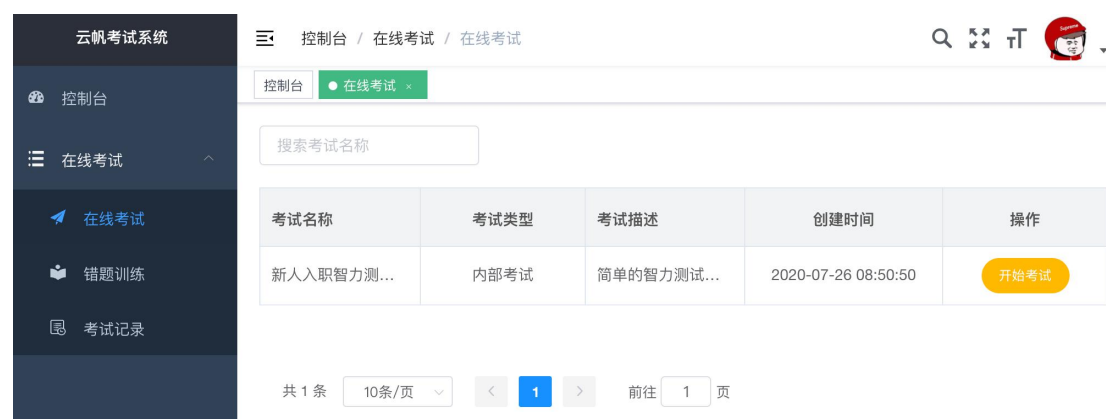 云帆考试系统
控制台 / 在线考试 / 在线考试
Supreme
控制台
在线考试 ×
控制台
在线考试
在线考试
错题训练
考试记录
搜索考试名称
考试名称 考试类型 考试描述 创建时间 操作
新人入职智力测... 内部考试 简单的智力测试... 2020-07-26 08:50:50 开始考试
共 1 条 10条/页 < 1 > 前往 1 页